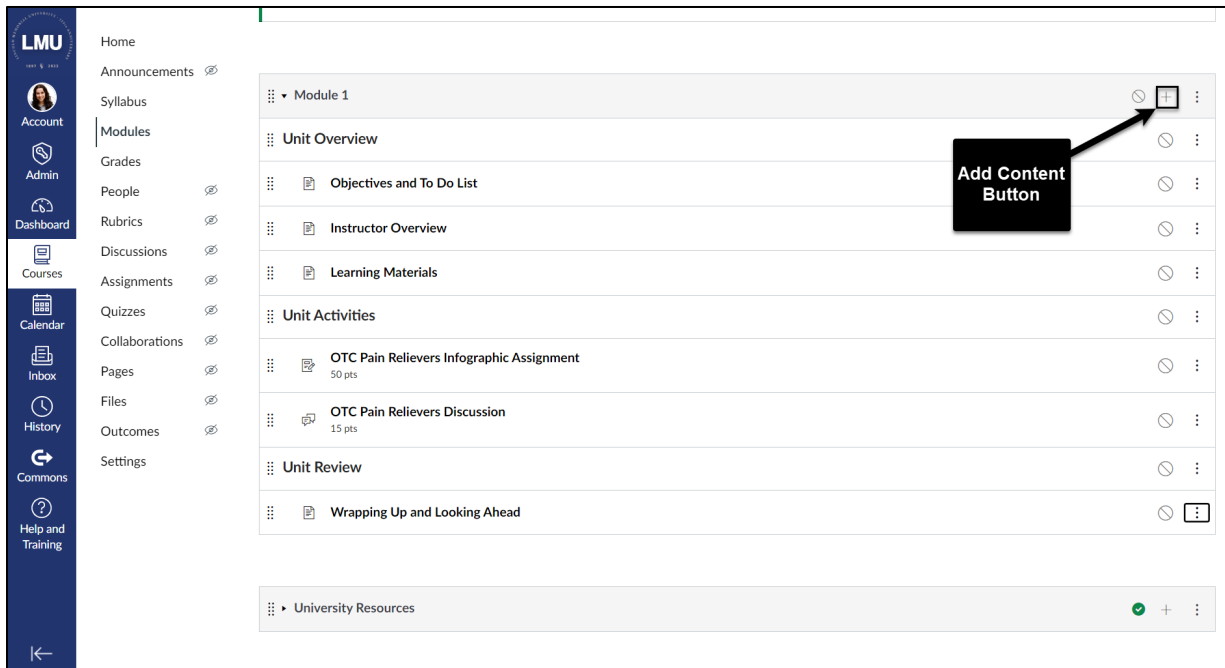 LMU
Account
Admin
Dashboard
Courses
Calendar
Inbox
History
Commons
Help and
Training
Home
Announcements
Syllabus
Modules
Grades
People
Rubrics
Discussions
Assignments
Quizzes
Collaborations
Pages
Files
Outcomes
Settings
Module 1
Add Content
Button
Unit Overview
Objectives and To Do List
Instructor Overview
Learning Materials
Unit Activities
OTC Pain Relievers Infographic Assignment
50 pts
OTC Pain Relievers Discussion
15 pts
Unit Review
Wrapping Up and Looking Ahead
University Resources